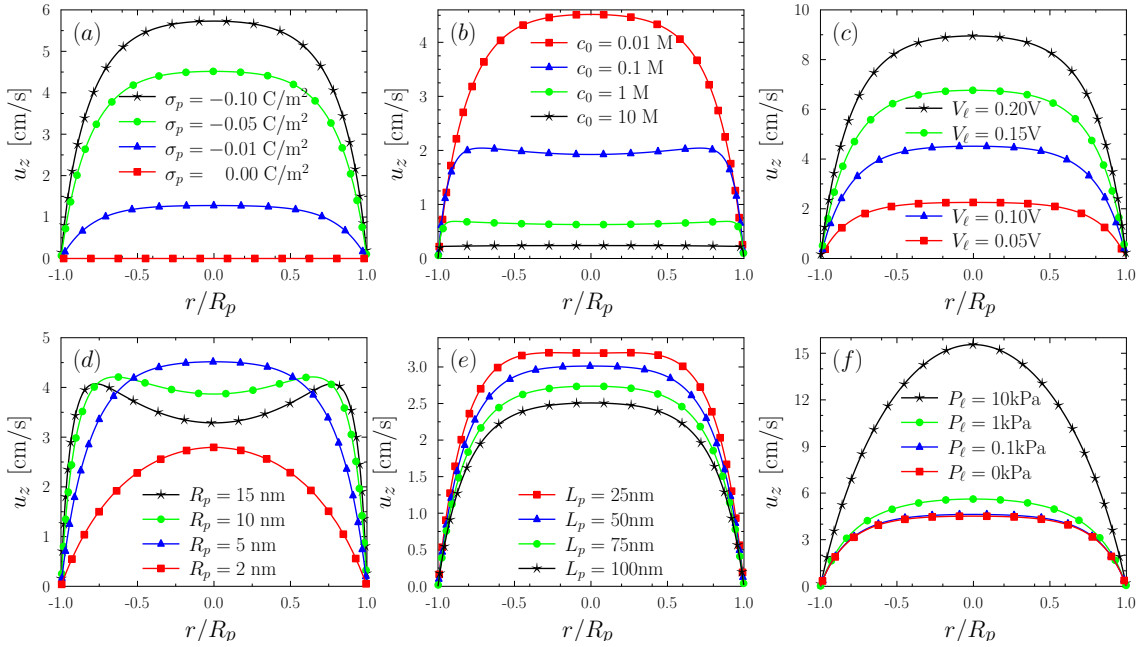 (a)
u_z [cm/s]
6
5
4
3
2
1
0
σ_p = −0.10 C/m²
σ_p = −0.05 C/m²
σ_p = −0.01 C/m²
σ_p = 0.00 C/m²
-1.0 -0.5 0.0 0.5 1.0
r/R_p
(b)
u_z [cm/s]
4
3
2
1
0
c_0 = 0.01 M
c_0 = 0.1 M
c_0 = 1 M
c_0 = 10 M
-1.0 -0.5 0.0 0.5 1.0
r/R_p
(c)
u_z [cm/s]
10
8
6
4
2
0
V_ℓ = 0.20V
V_ℓ = 0.15V
V_ℓ = 0.10V
V_ℓ = 0.05V
-1.0 -0.5 0.0 0.5 1.0
r/R_p
(d)
u_z [cm/s]
5
4
3
2
1
0
R_p = 15 nm
R_p = 10 nm
R_p = 5 nm
R_p = 2 nm
-1.0 -0.5 0.0 0.5 1.0
r/R_p
(e)
u_z [cm/s]
3.0
2.5
2.0
1.5
1.0
0.5
0.0
L_p = 25nm
L_p = 50nm
L_p = 75nm
L_p = 100nm
-1.0 -0.5 0.0 0.5 1.0
r/R_p
(f)
u_z [cm/s]
15
12
9
6
3
0
P_ℓ = 10kPa
P_ℓ = 1kPa
P_ℓ = 0.1kPa
P_ℓ = 0kPa
-1.0 -0.5 0.0 0.5 1.0
r/R_p